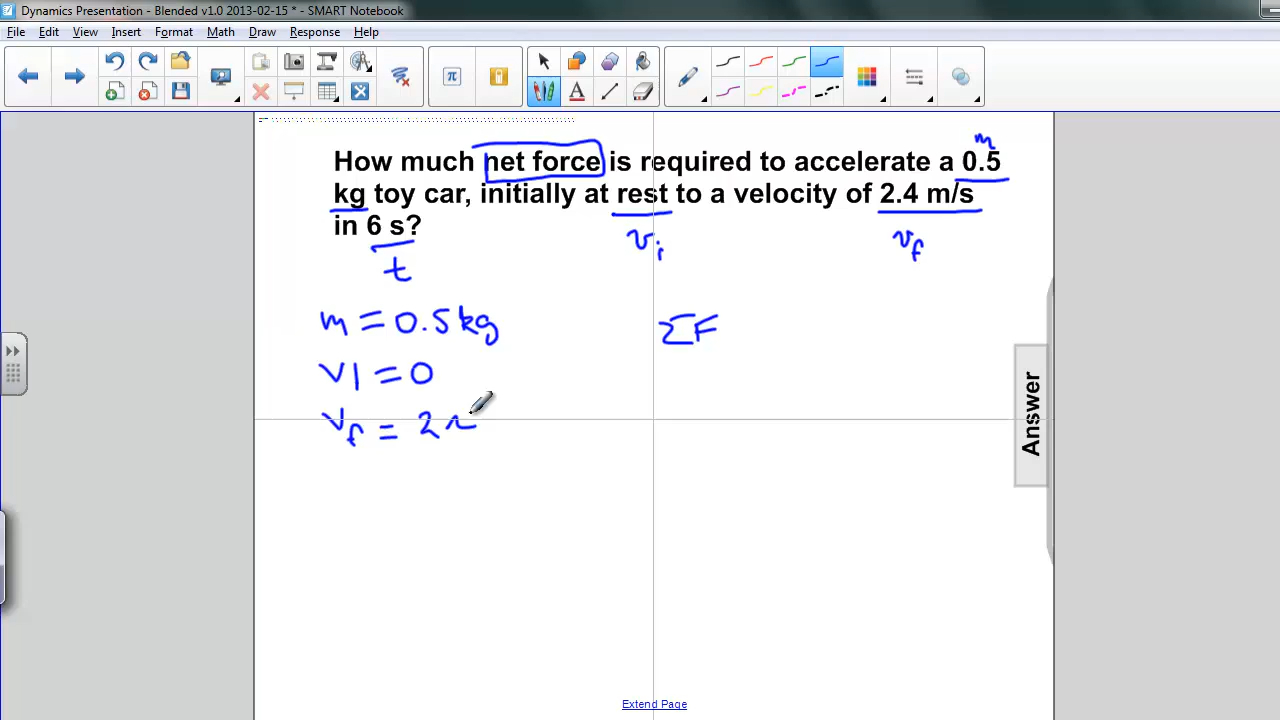 Dynamics Presentation - Blended v1.0 2013-02-15 * - SMART Notebook
File Edit View Insert Format Math Draw Response Help
m
How much net force is required to accelerate a 0.5
kg toy car, initially at rest to a velocity of 2.4 m/s
in 6 s?
vi vf
t
m = 0.5 kg ΣF
v1 = 0
vf = 2
Answer
Extend Page